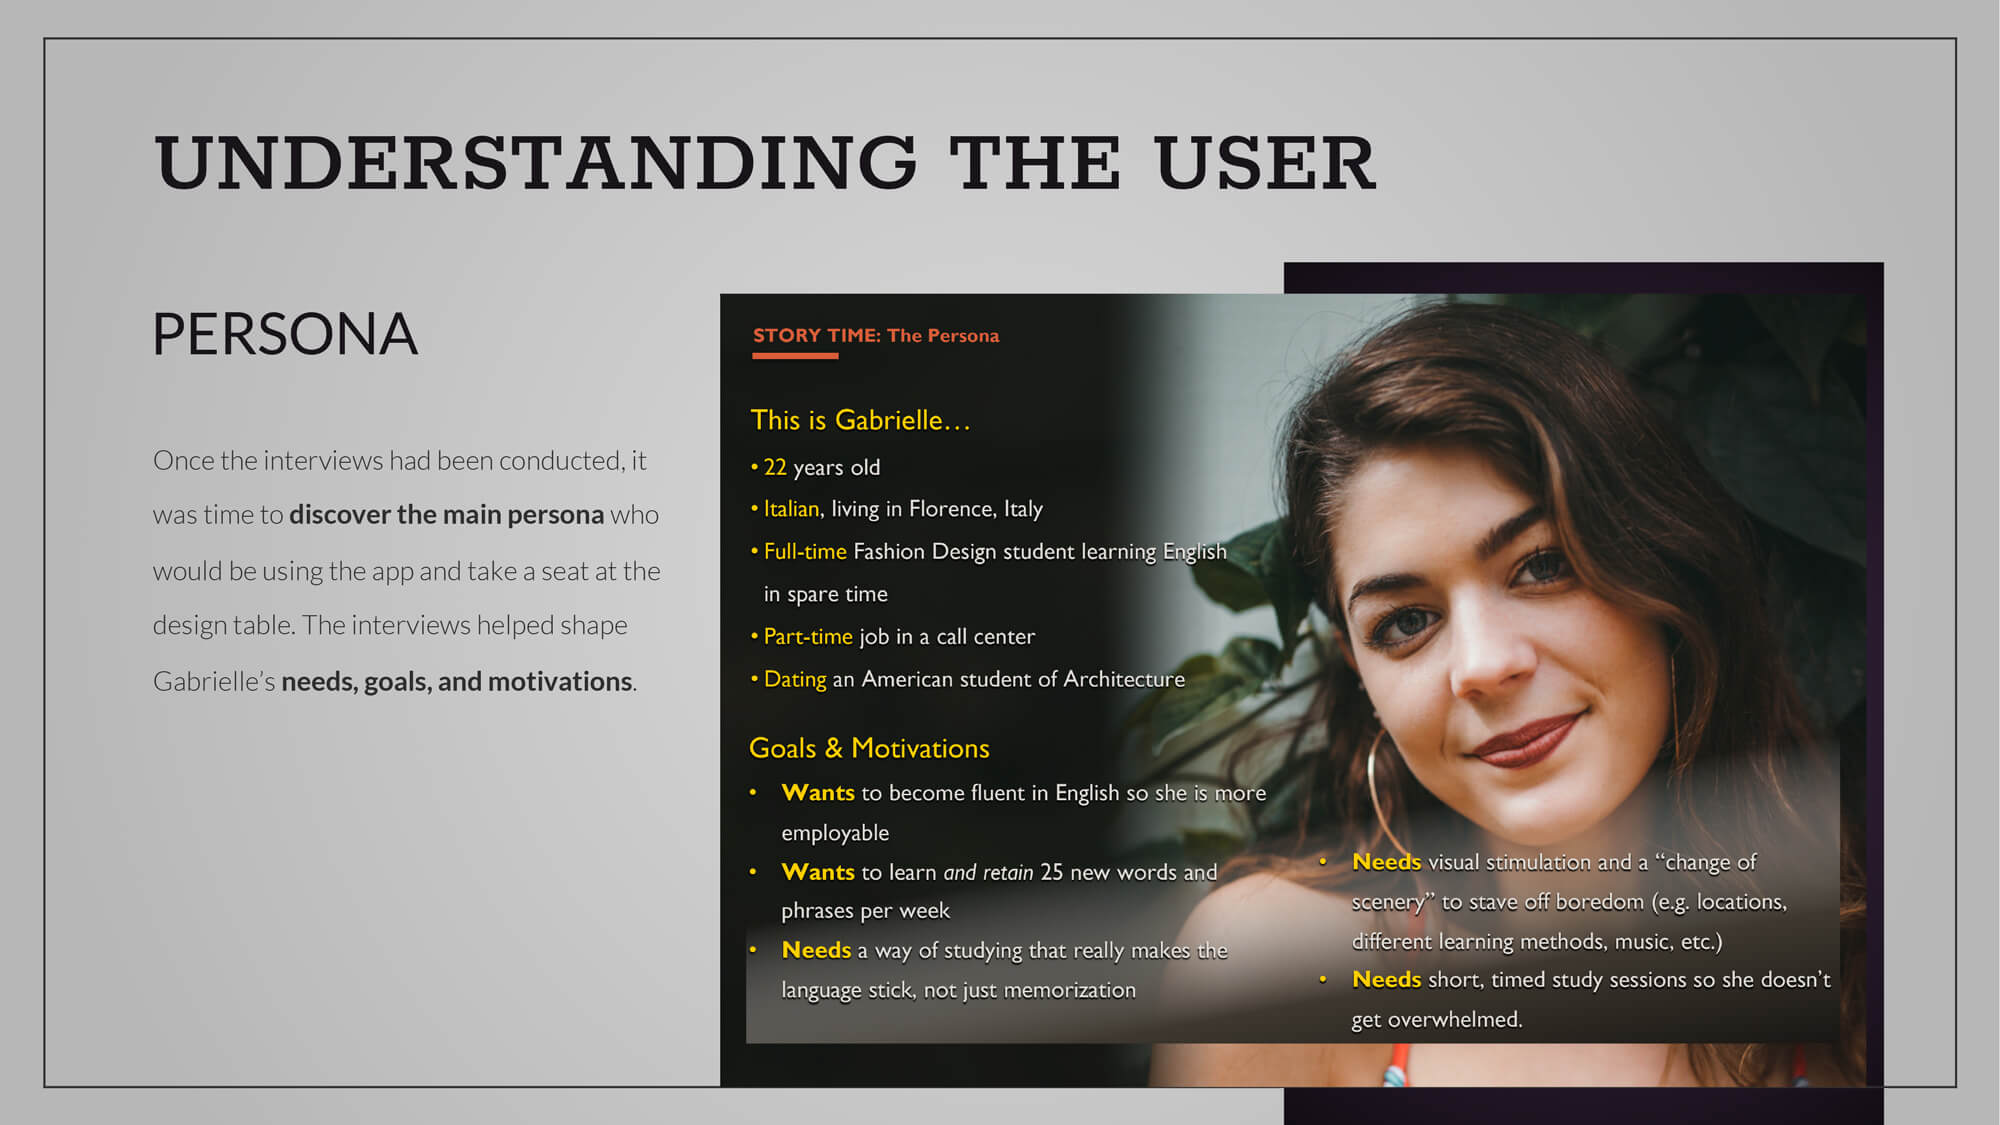 UNDERSTANDING THE USER
PERSONA
Once the interviews had been conducted, it
was time to discover the main persona who
would be using the app and take a seat at the
design table. The interviews helped shape
Gabrielle’s needs, goals, and motivations.
STORY TIME: The Persona
This is Gabrielle…
• 22 years old
• Italian, living in Florence, Italy
• Full-time Fashion Design student learning English
in spare time
• Part-time job in a call center
• Dating an American student of Architecture
Goals & Motivations
• Wants to become fluent in English so she is more
employable
• Wants to learn and retain 25 new words and
phrases per week
• Needs a way of studying that really makes the
language stick, not just memorization
• Needs visual stimulation and a “change of
scenery” to stave off boredom (e.g. locations,
different learning methods, music, etc.)
• Needs short, timed study sessions so she doesn’t
get overwhelmed.